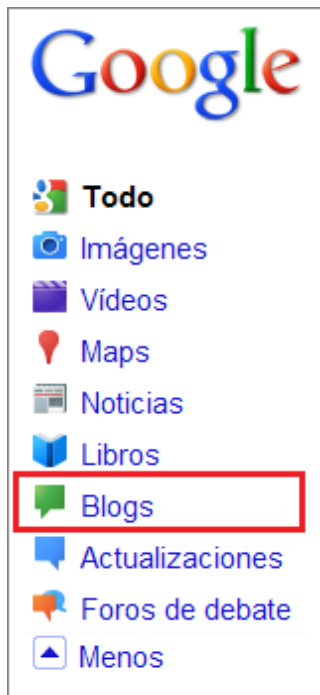 Google
Todo
Imágenes
Vídeos
Maps
Noticias
Libros
Blogs
Actualizaciones
Foros de debate
Menos